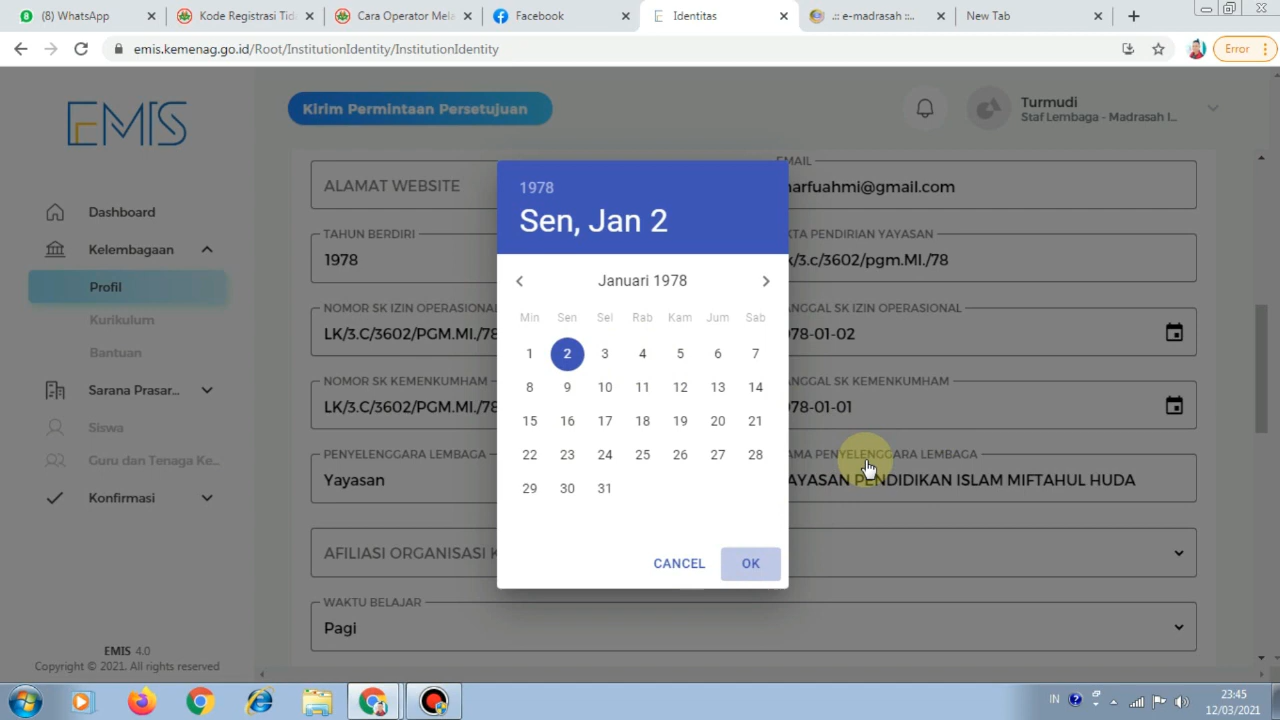 (8) WhatsApp
Kode Registrasi Tid
Cara Operator Mela
Facebook
Identitas
.:: e-madrasah ::.
New Tab
emis.kemenag.go.id/Root/InstitutionIdentity/InstitutionIdentity
Error
EMIS
Kirim Permintaan Persetujuan
Turmudi
Staf Lembaga - Madrasah I...
Dashboard
Kelembagaan
Profil
Kurikulum
Bantuan
Sarana Prasar...
Siswa
Guru dan Tenaga Ke...
Konfirmasi
EMIS 4.0
Copyright © 2021. All rights reserved
ALAMAT WEBSITE
EMAIL
harfuahmi@gmail.com
TAHUN BERDIRI
1978
KTA PENDIRIAN YAYASAN
k/3.c/3602/pgm.MI./78
NOMOR SK IZIN OPERASIONAL
LK/3.C/3602/PGM.MI./78
ANGGAL SK IZIN OPERASIONAL
978-01-02
NOMOR SK KEMENKUMHAM
LK/3.C/3602/PGM.MI./78
ANGGAL SK KEMENKUMHAM
978-01-01
PENYELENGGARA LEMBAGA
Yayasan
AMA PENYELENGGARA LEMBAGA
AYASAN PENDIDIKAN ISLAM MIFTAHUL HUDA
AFILIASI ORGANISASI K
WAKTU BELAJAR
Pagi
1978
Sen, Jan 2
Januari 1978
Min Sen Sel Rab Kam Jum Sab
1 2 3 4 5 6 7
8 9 10 11 12 13 14
15 16 17 18 19 20 21
22 23 24 25 26 27 28
29 30 31
CANCEL OK
IN
23:45
12/03/2021